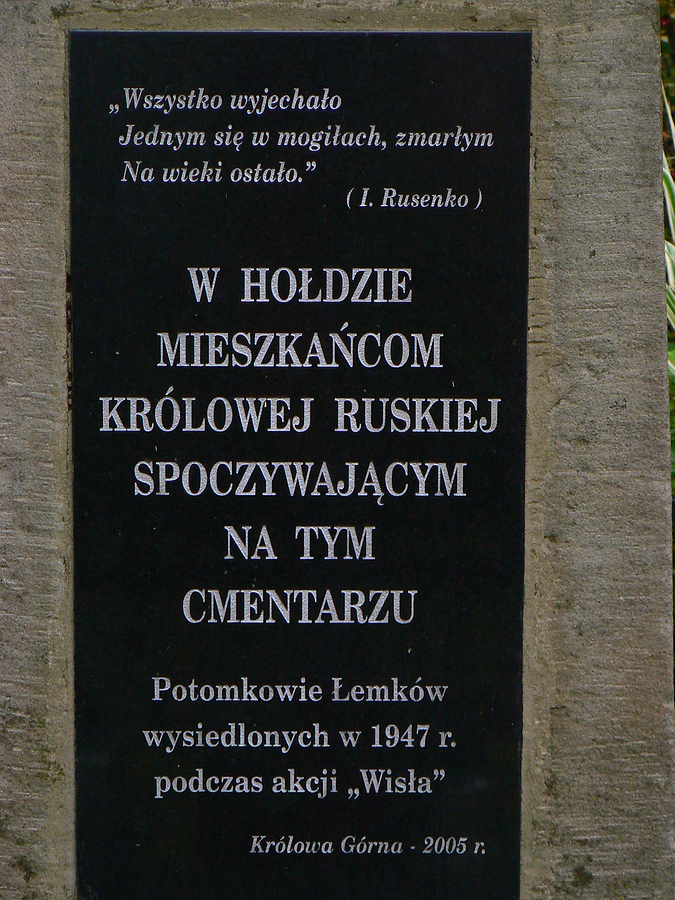 „Wszystko wyjechało
Jednym się w mogiłach, zmarłym
Na wieki ostało.”
( I. Rusenko )
W HOŁDZIE
MIESZKAŃCOM
KRÓLOWEJ RUSKIEJ
SPOCZYWAJĄCYM
NA TYM
CMENTARZU
Potomkowie Łemków
wysiedlonych w 1947 r.
podczas akcji „Wisła”
Królowa Górna - 2005 r.